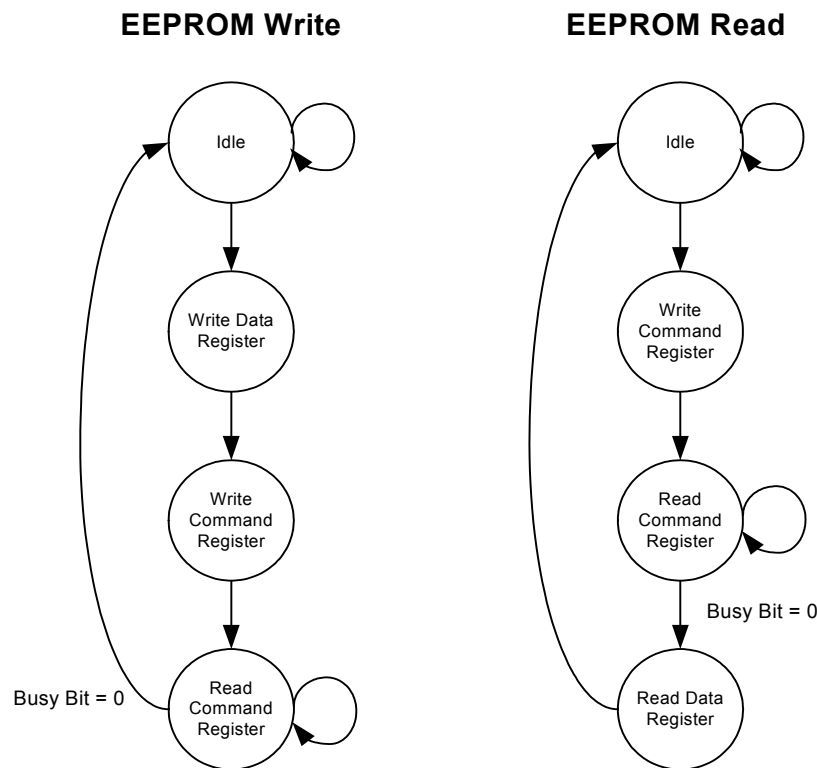 EEPROM Write
Idle
Write Data
Register
Write
Command
Register
Read
Command
Register
Busy Bit = 0
EEPROM Read
Idle
Write
Command
Register
Read
Command
Register
Busy Bit = 0
Read Data
Register